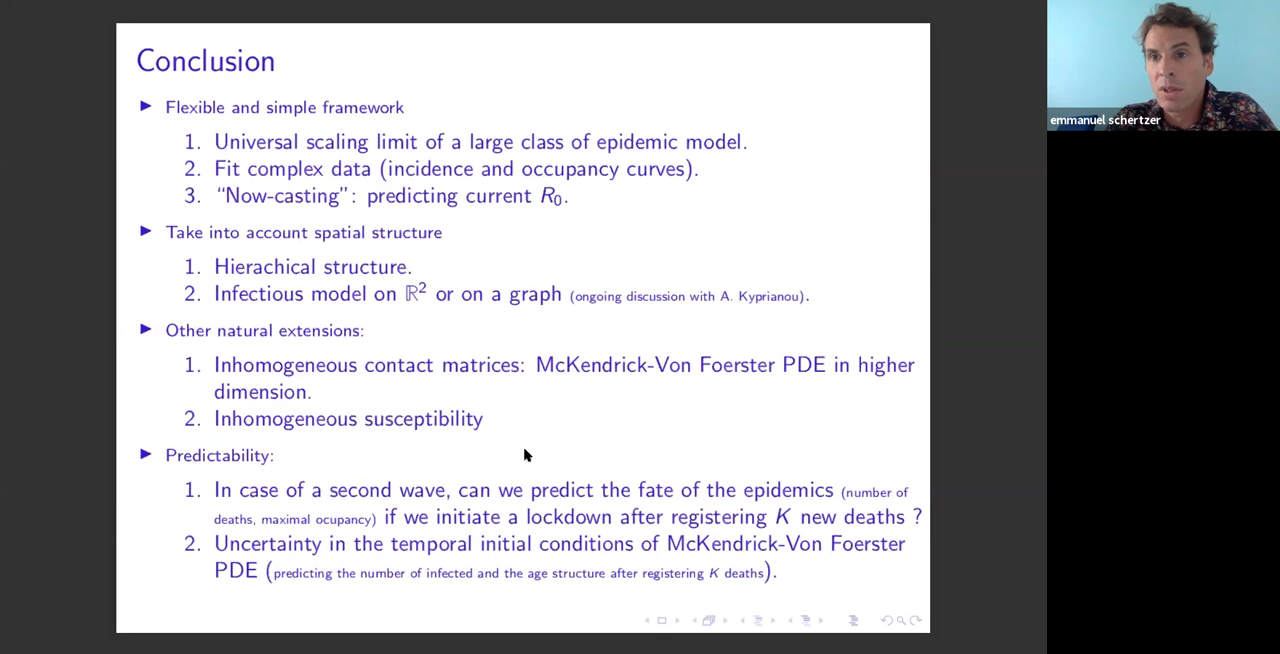 Conclusion
Flexible and simple framework
1. Universal scaling limit of a large class of epidemic model.
2. Fit complex data (incidence and occupancy curves).
3. “Now-casting”: predicting current R₀.
Take into account spatial structure
1. Hierachical structure.
2. Infectious model on ℝ² or on a graph (ongoing discussion with A. Kyprianou).
Other natural extensions:
1. Inhomogeneous contact matrices: McKendrick-Von Foerster PDE in higher
dimension.
2. Inhomogeneous susceptibility
Predictability:
1. In case of a second wave, can we predict the fate of the epidemics (number of
deaths, maximal ocupancy) if we initiate a lockdown after registering K new deaths ?
2. Uncertainty in the temporal initial conditions of McKendrick-Von Foerster
PDE (predicting the number of infected and the age structure after registering K deaths).
emmanuel schertzer